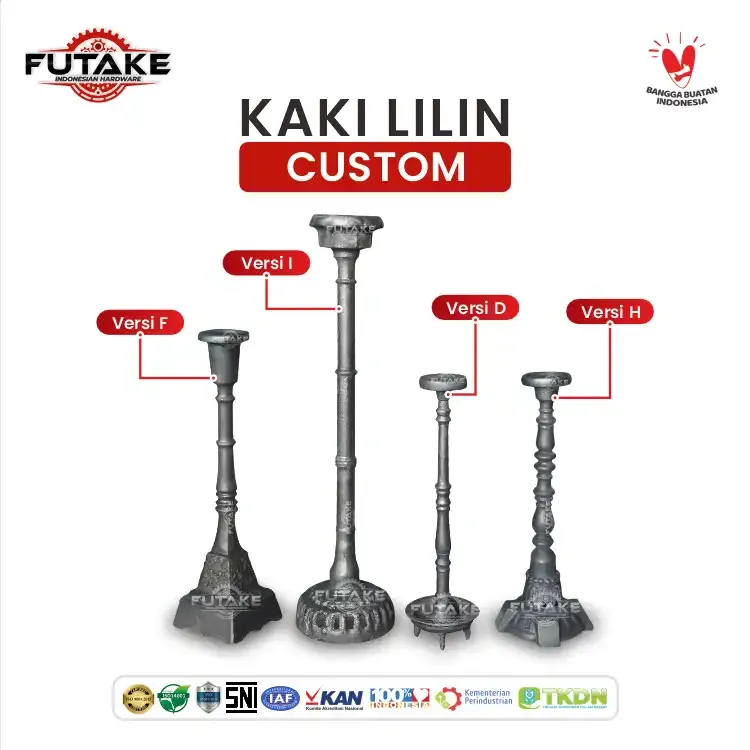 FUTAKE
INDONESIAN HARDWARE
BANGGA BUATAN
INDONESIA
KAKI LILIN
CUSTOM
Versi I
Versi F
Versi D
Versi H
FUTAKE
FUTAKE
FUTAKE
FUTAKE
FUTAKE
FUTAKE
FUTAKE
FUTAKE
SNI
IAF
KAN
Komite Akreditasi Nasional
100%
INDONESIA
Kementerian
Perindustrian
TKDN